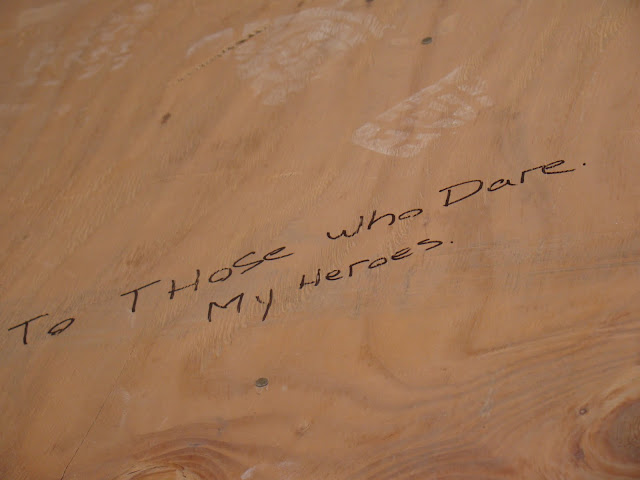 To THose who Dare.
My Heroes.